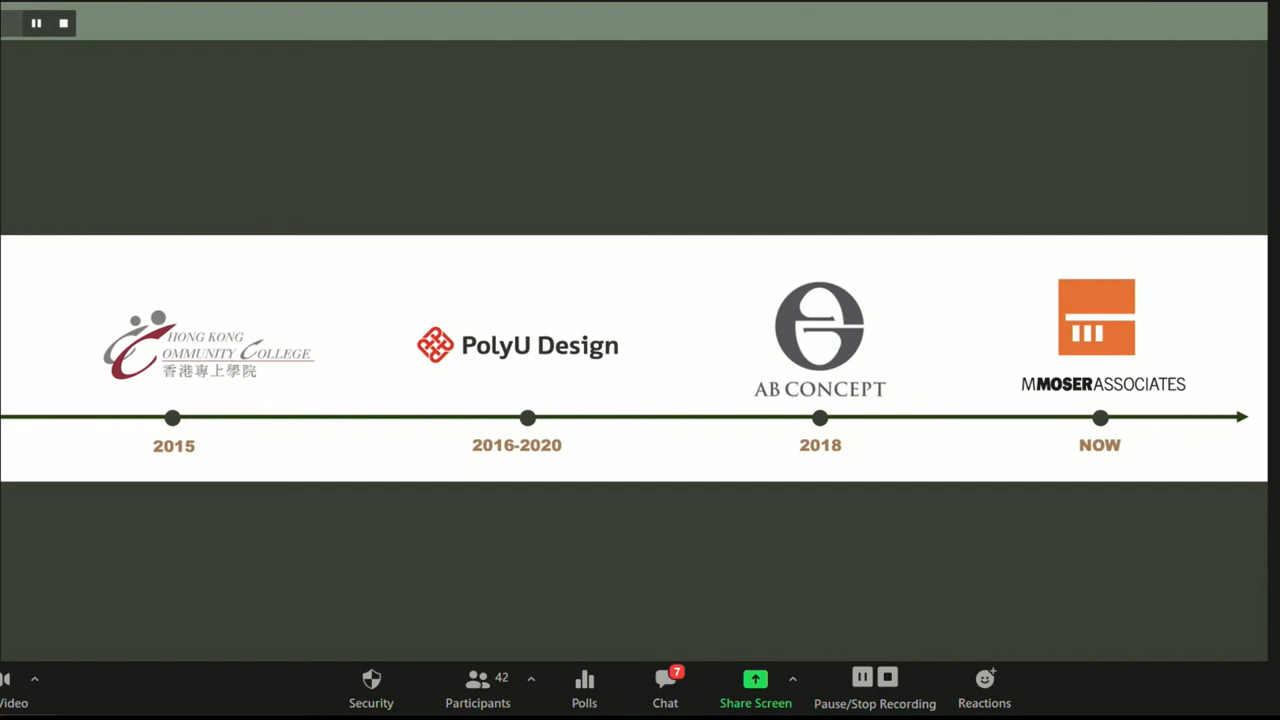 HONG KONG
COMMUNITY COLLEGE
香港專上學院
PolyU Design
AB CONCEPT
MMOSERASSOCIATES
2015
2016-2020
2018
NOW
Video
Security
42
Participants
Polls
7
Chat
Share Screen
Pause/Stop Recording
Reactions